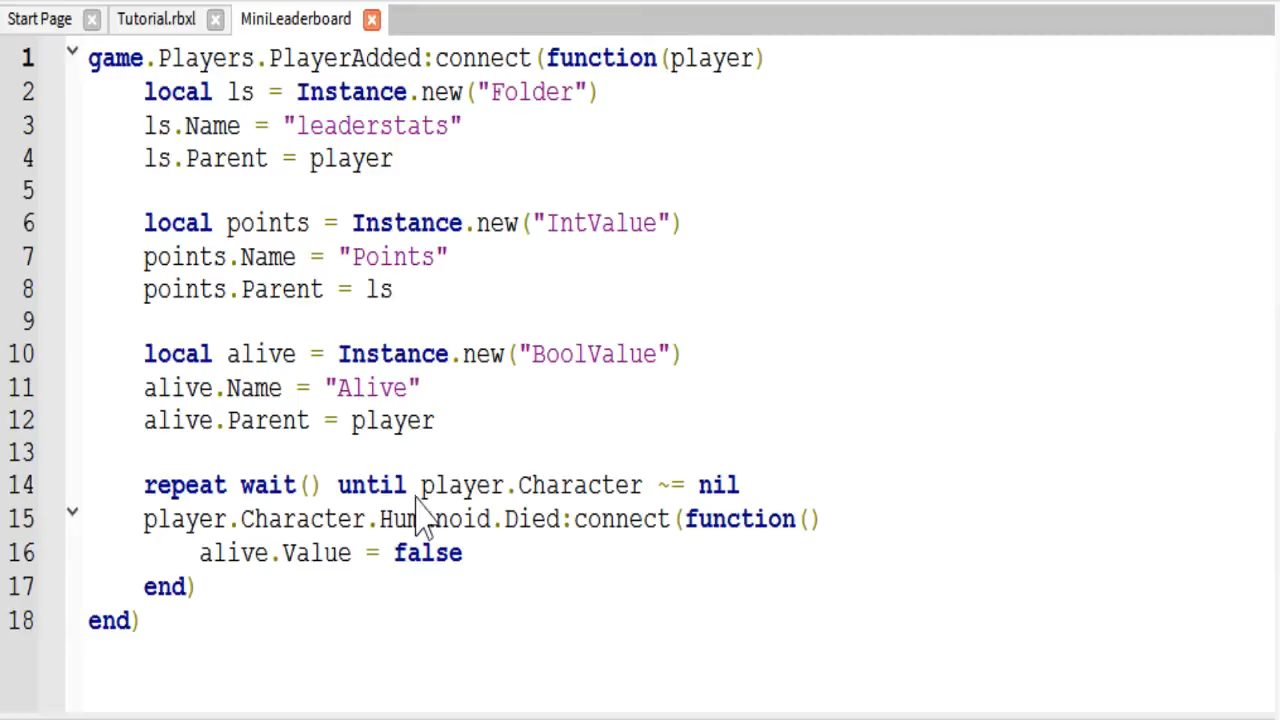 Start Page Tutorial.rbxl MiniLeaderboard
1 game.Players.PlayerAdded:connect(function(player)
2 local ls = Instance.new("Folder")
3 ls.Name = "leaderstats"
4 ls.Parent = player
5
6 local points = Instance.new("IntValue")
7 points.Name = "Points"
8 points.Parent = ls
9
10 local alive = Instance.new("BoolValue")
11 alive.Name = "Alive"
12 alive.Parent = player
13
14 repeat wait() until player.Character ~= nil
15 player.Character.Humanoid.Died:connect(function()
16 alive.Value = false
17 end)
18 end)